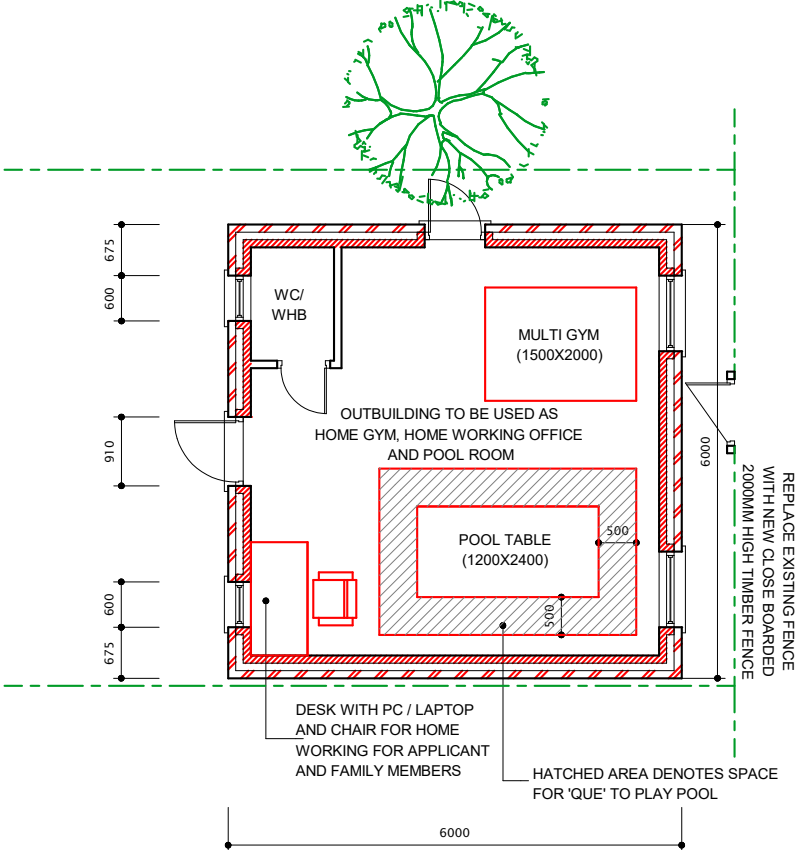 675
600
WC/
WHB
MULTI GYM
(1500X2000)
OUTBUILDING TO BE USED AS
HOME GYM, HOME WORKING OFFICE
AND POOL ROOM
910
6000
REPLACE EXISTING FENCE
WITH NEW CLOSE BOARDED
2000MM HIGH TIMBER FENCE
POOL TABLE
(1200X2400)
500
500
600
675
DESK WITH PC / LAPTOP
AND CHAIR FOR HOME
WORKING FOR APPLICANT
AND FAMILY MEMBERS
HATCHED AREA DENOTES SPACE
FOR 'QUE' TO PLAY POOL
6000